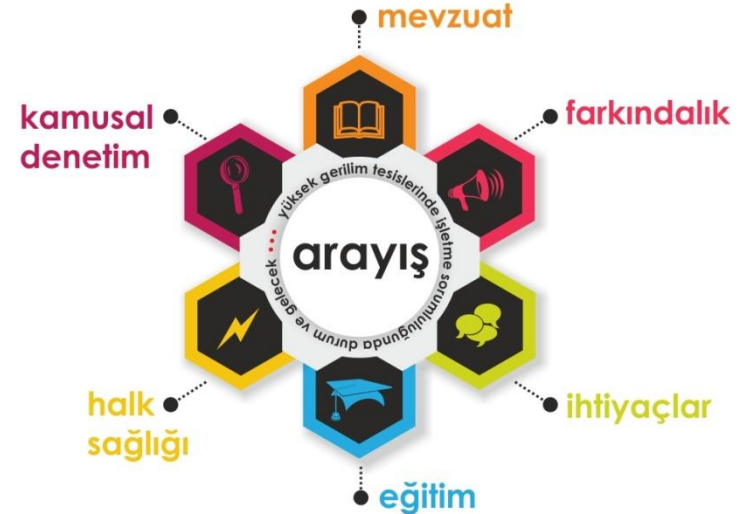 mevzuat
kamusal
denetim
farkındalık
yüksek gerilim tesislerinde işletme sorumluluğunda durum ve gelecek •••
arayış
halk
sağlığı
ihtiyaçlar
eğitim